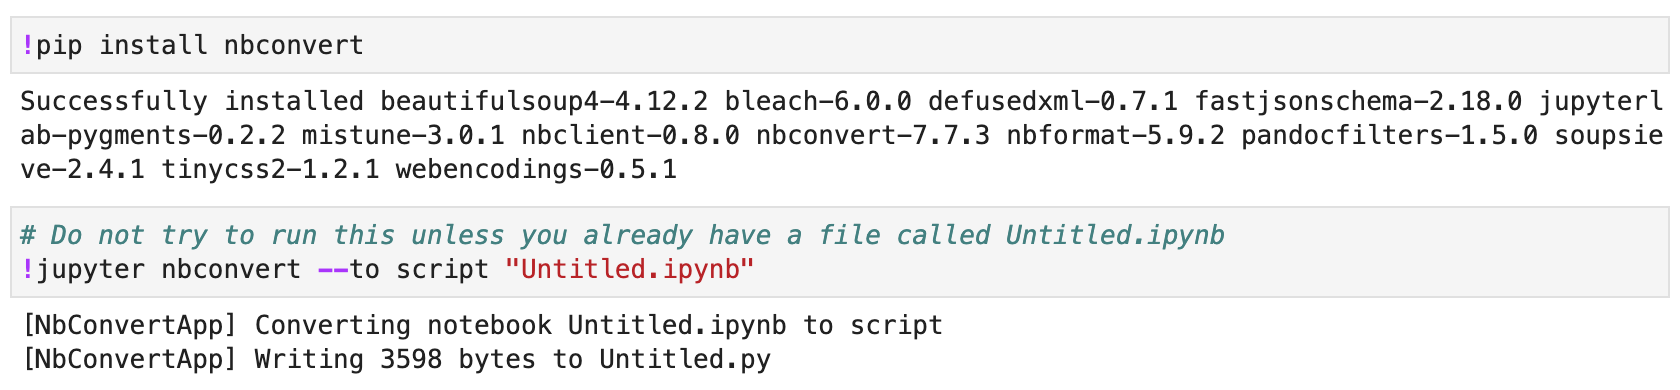 !pip install nbconvert
Successfully installed beautifulsoup4-4.12.2 bleach-6.0.0 defusedxml-0.7.1 fastjsonschema-2.18.0 jupyterl
ab-pygments-0.2.2 mistune-3.0.1 nbclient-0.8.0 nbconvert-7.7.3 nbformat-5.9.2 pandocfilters-1.5.0 soupsie
ve-2.4.1 tinycss2-1.2.1 webencodings-0.5.1
# Do not try to run this unless you already have a file called Untitled.ipynb
!jupyter nbconvert --to script "Untitled.ipynb"
[NbConvertApp] Converting notebook Untitled.ipynb to script
[NbConvertApp] Writing 3598 bytes to Untitled.py